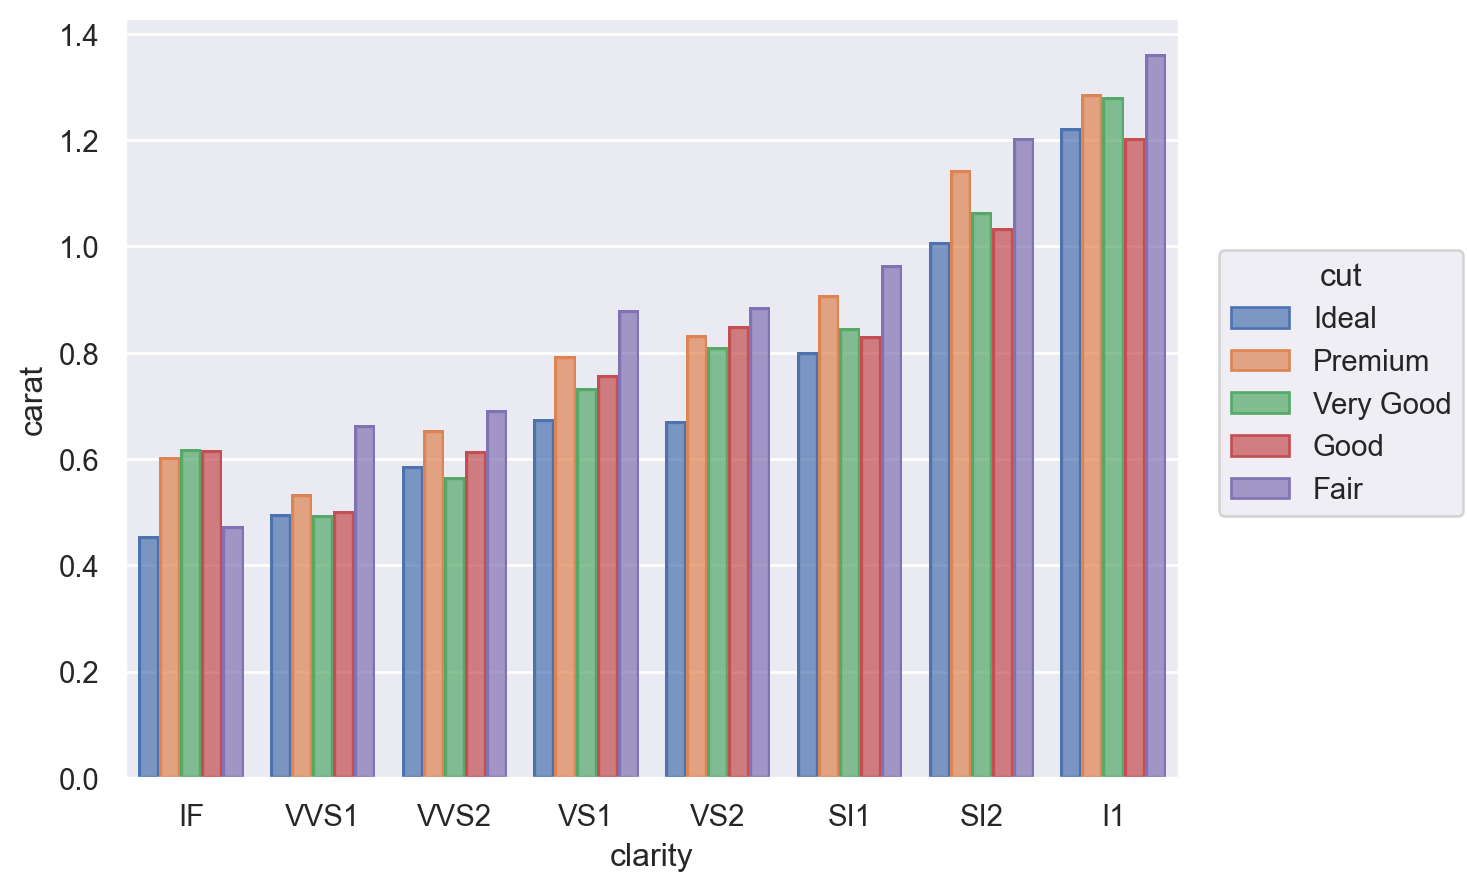 1.4
1.2
1.0
0.8
0.6
0.4
0.2
0.0
carat
IF VVS1 VVS2 VS1 VS2 SI1 SI2 I1
clarity
cut
Ideal
Premium
Very Good
Good
Fair